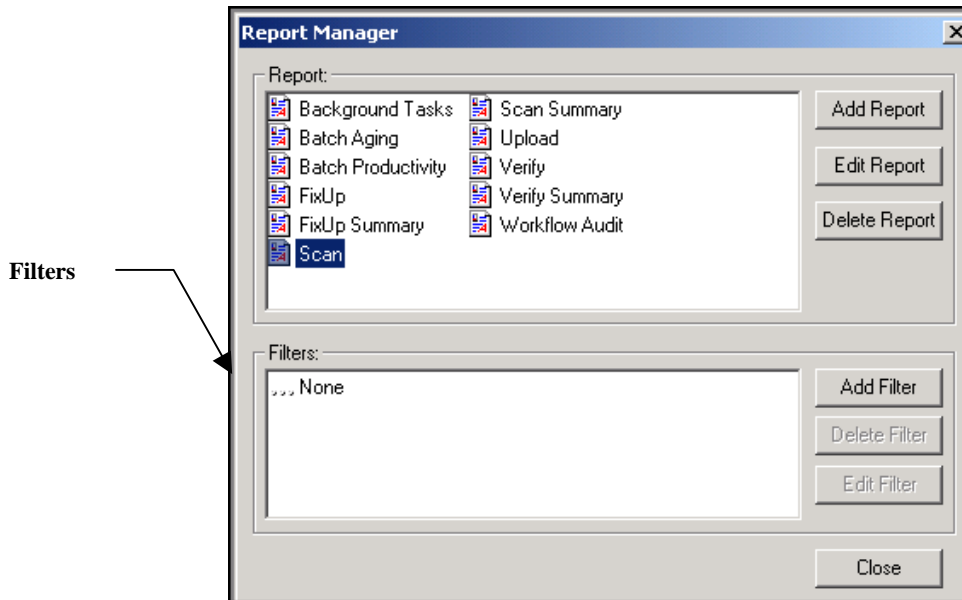 Report Manager
Report:
Background Tasks
Batch Aging
Batch Productivity
FixUp
FixUp Summary
Scan
Scan Summary
Upload
Verify
Verify Summary
Workflow Audit
Add Report
Edit Report
Delete Report
Filters
Filters:
None
Add Filter
Delete Filter
Edit Filter
Close